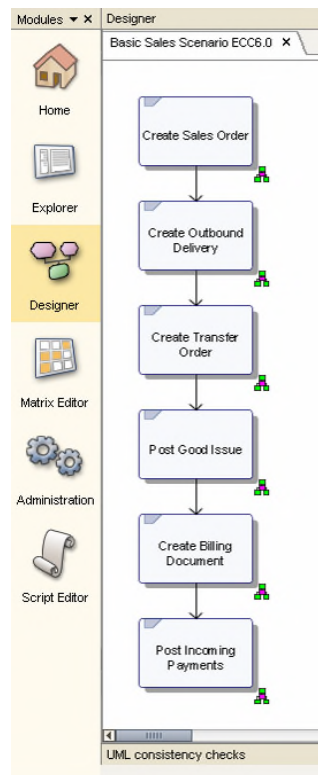 Modules
Designer
Basic Sales Scenario ECC6.0
Home
Explorer
Designer
Matrix Editor
Administration
Script Editor
Create Sales Order
Create Outbound
Delivery
Create Transfer
Order
Post Good Issue
Create Billing
Document
Post Incoming
Payments
UML consistency checks